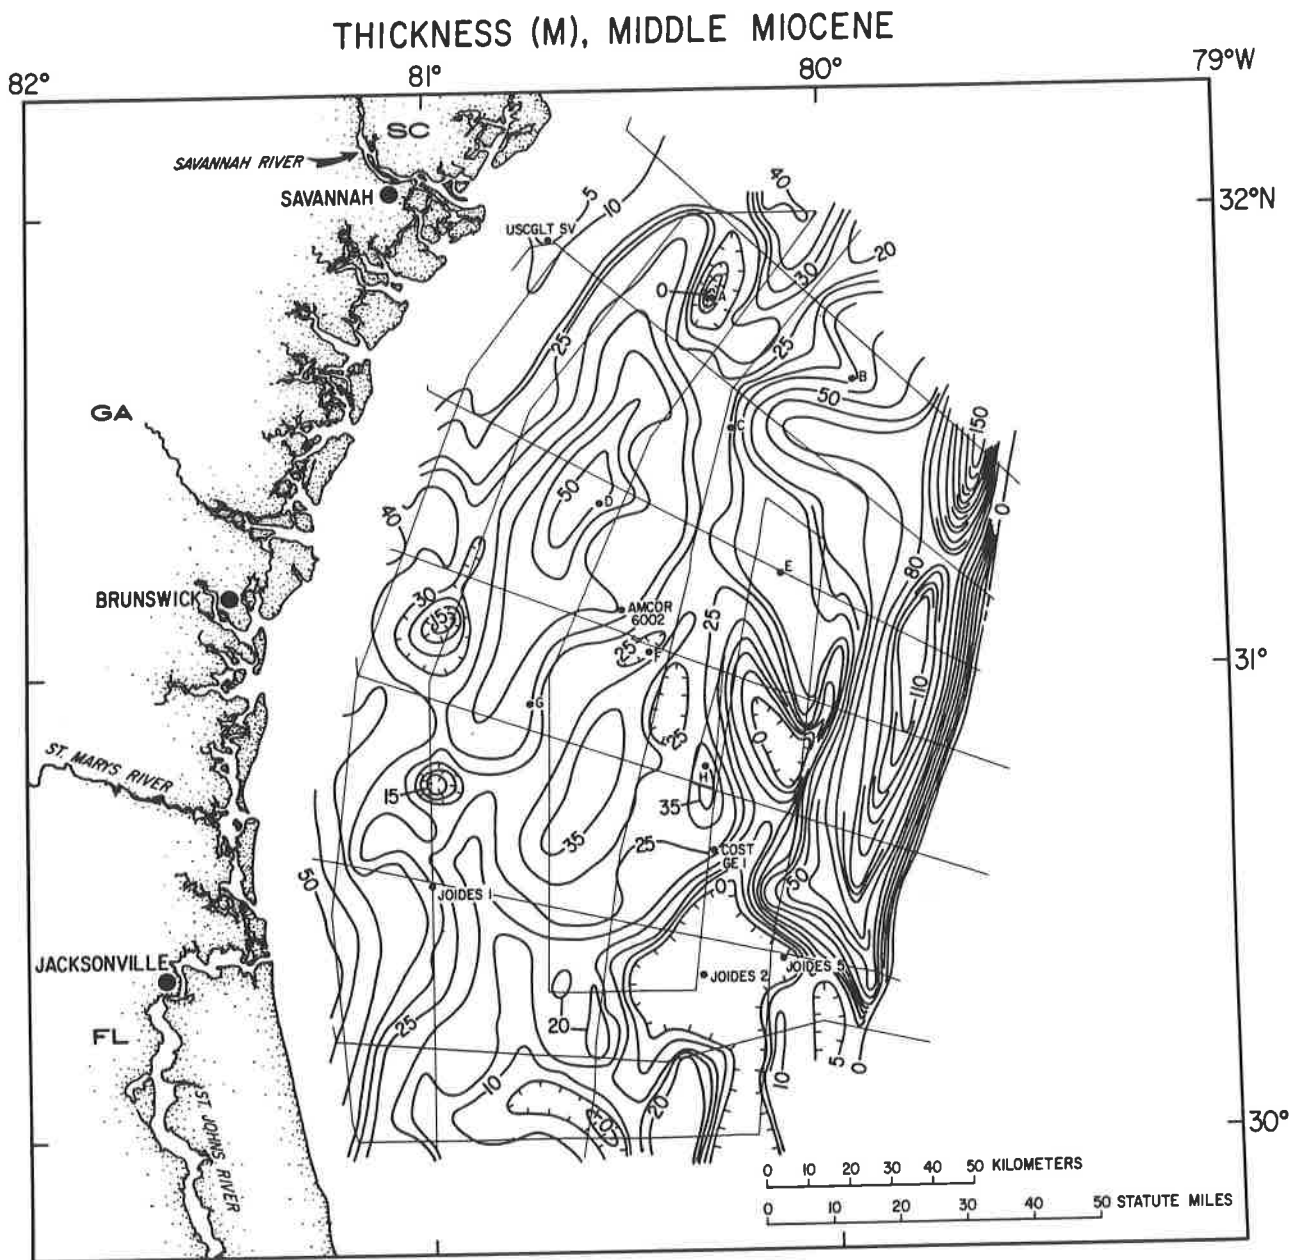 THICKNESS (M), MIDDLE MIOCENE
82°
81°
80°
79°W
SC
SAVANNAH RIVER
SAVANNAH
40
32°N
5
10
USCGLT SV
20
30
0
A
25
25
B
50
GA
C
150
50
D
0
40
E
80
BRUNSWICK
30
15
AMCOR
6002
25
25
F
31°
110
G
25
0
ST. MARYS RIVER
H
15
35
35
25
COST
GE 1
50
50
0
JOIDES 1
JACKSONVILLE
JOIDES 2
JOIDES 5
20
25
FL
5
0
10
10
20
0
ST. JOHNS RIVER
30°
0 10 20 30 40 50 KILOMETERS
0 10 20 30 40 50 STATUTE MILES